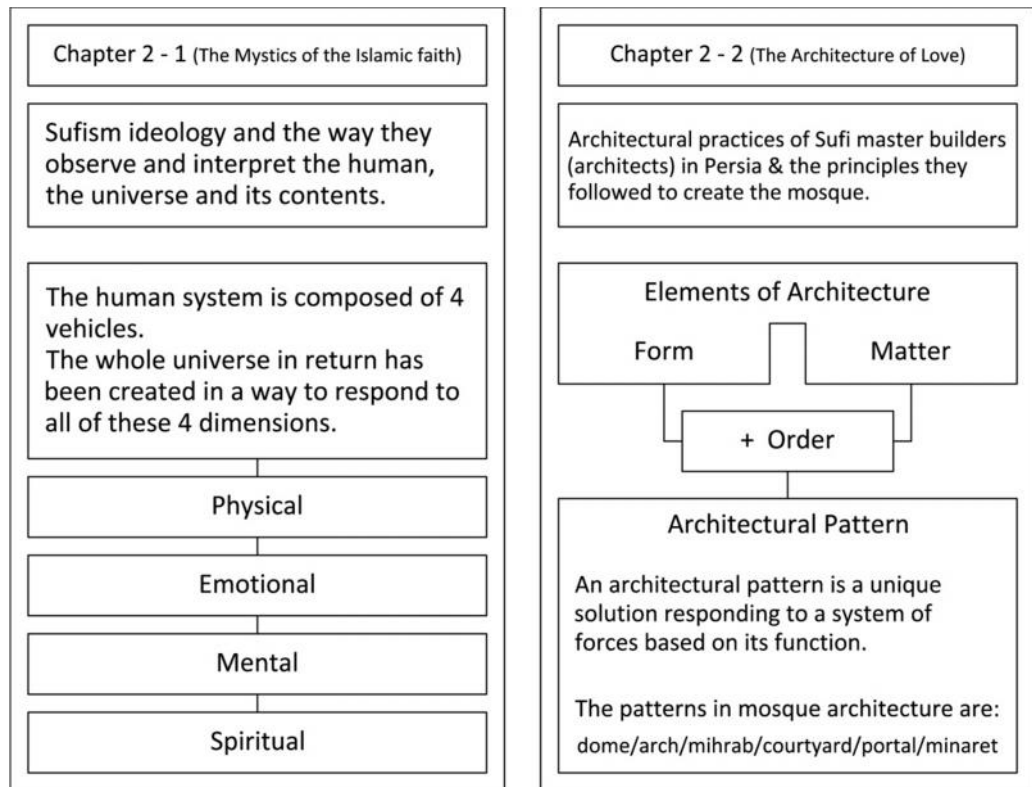 Chapter 2 - 1 (The Mystics of the Islamic faith)
Sufism ideology and the way they
observe and interpret the human,
the universe and its contents.
The human system is composed of 4
vehicles.
The whole universe in return has
been created in a way to respond to
all of these 4 dimensions.
Physical
Emotional
Mental
Spiritual
Chapter 2 - 2 (The Architecture of Love)
Architectural practices of Sufi master builders
(architects) in Persia & the principles they
followed to create the mosque.
Elements of Architecture
Form Matter
+ Order
Architectural Pattern
An architectural pattern is a unique
solution responding to a system of
forces based on its function.
The patterns in mosque architecture are:
dome/arch/mihrab/courtyard/portal/minaret